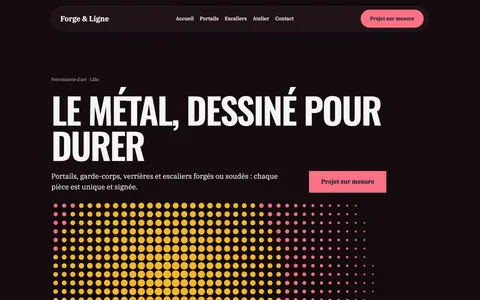 Forge & Ligne
Accueil Portails Escaliers Atelier Contact
Projet sur mesure
Ferronnerie d'art · Lille
LE MÉTAL, DESSINÉ POUR
DURER
Portails, garde-corps, verrières et escaliers forgés ou soudés : chaque
pièce est unique et signée.
Projet sur mesure